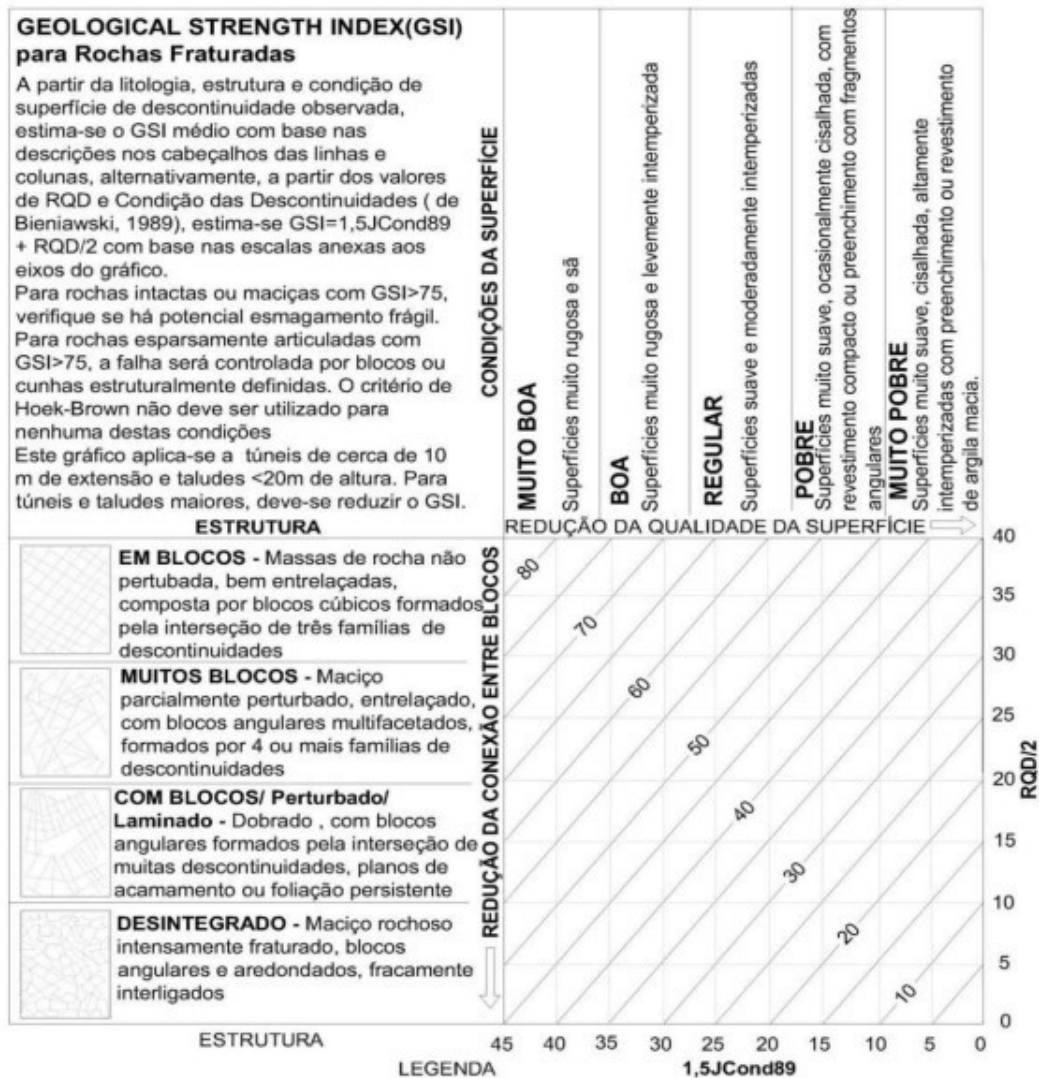 GEOLOGICAL STRENGTH INDEX(GSI)
para Rochas Fraturadas
A partir da litologia, estrutura e condição de
superfície de descontinuidade observada,
estima-se o GSI médio com base nas
descrições nos cabeçalhos das linhas e
colunas, alternativamente, a partir dos valores
de RQD e Condição das Descontinuidades ( de
Bieniawski, 1989), estima-se GSI=1,5JCond89
+ RQD/2 com base nas escalas anexas aos
eixos do gráfico.
Para rochas intactas ou maciças com GSI>75,
verifique se há potencial esmagamento frágil.
Para rochas esparsamente articuladas com
GSI>75, a falha será controlada por blocos ou
cunhas estruturalmente definidas. O critério de
Hoek-Brown não deve ser utilizado para
nenhuma destas condições
Este gráfico aplica-se a túneis de cerca de 10
m de extensão e taludes <20m de altura. Para
túneis e taludes maiores, deve-se reduzir o GSI.
ESTRUTURA
CONDIÇÕES DA SUPERFÍCIE
MUITO BOA
Superfícies muito rugosa e sã
BOA
Superfícies muito rugosa e levemente intemperizada
REGULAR
Superfícies suave e moderadamente intemperizadas
POBRE
Superfícies muito suave, ocasionalmente cisalhada, com
revestimento compacto ou preenchimento com fragmentos
angulares
MUITO POBRE
Superfícies muito suave, cisalhada, altamente
intemperizadas com preenchimento ou revestimento
de argila macia.
REDUÇÃO DA QUALIDADE DA SUPERFÍCIE
EM BLOCOS - Massas de rocha não
pertubada, bem entrelaçadas,
composta por blocos cúbicos formados
pela interseção de três famílias de
descontinuidades
MUITOS BLOCOS - Maciço
parcialmente perturbado, entrelaçado,
com blocos angulares multifacetados,
formados por 4 ou mais famílias de
descontinuidades
COM BLOCOS/ Perturbado/
Laminado - Dobrado , com blocos
angulares formados pela interseção de
muitas descontinuidades, planos de
acamamento ou foliação persistente
DESINTEGRADO - Maciço rochoso
intensamente fraturado, blocos
angulares e aredondados, fracamente
interligados
REDUÇÃO DA CONEXÃO ENTRE BLOCOS
80
70
60
50
40
30
20
10
40
35
30
25
20
15
10
5
0
RQD/2
ESTRUTURA
45 40 35 30 25 20 15 10 5 0
LEGENDA
1,5JCond89